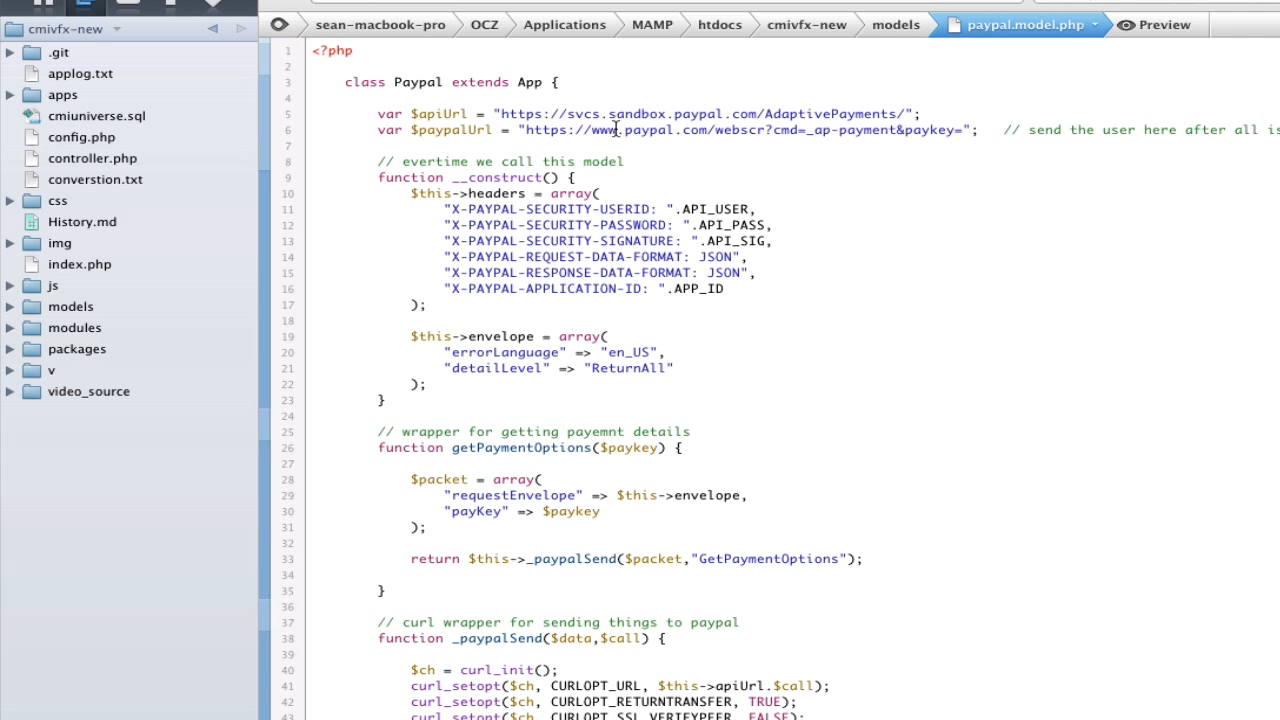 cmivfx-new
sean-macbook-pro OCZ Applications MAMP htdocs cmivfx-new models paypal.model.php Preview
.git
applog.txt
apps
cmiuniverse.sql
config.php
controller.php
converstion.txt
css
History.md
img
index.php
js
models
modules
packages
v
video_source
1 <?php
2
3 class Paypal extends App {
4
5 var $apiUrl = "https://svcs.sandbox.paypal.com/AdaptivePayments/";
6 var $paypalUrl = "https://www.paypal.com/webscr?cmd=_ap-payment&paykey="; // send the user here after all is
7
8 // evertime we call this model
9 function __construct() {
10 $this->headers = array(
11 "X-PAYPAL-SECURITY-USERID: ".API_USER,
12 "X-PAYPAL-SECURITY-PASSWORD: ".API_PASS,
13 "X-PAYPAL-SECURITY-SIGNATURE: ".API_SIG,
14 "X-PAYPAL-REQUEST-DATA-FORMAT: JSON",
15 "X-PAYPAL-RESPONSE-DATA-FORMAT: JSON",
16 "X-PAYPAL-APPLICATION-ID: ".APP_ID
17 );
18
19 $this->envelope = array(
20 "errorLanguage" => "en_US",
21 "detailLevel" => "ReturnAll"
22 );
23 }
24
25 // wrapper for getting payemnt details
26 function getPaymentOptions($paykey) {
27
28 $packet = array(
29 "requestEnvelope" => $this->envelope,
30 "payKey" => $paykey
31 );
32
33 return $this->_paypalSend($packet,"GetPaymentOptions");
34
35 }
36
37 // curl wrapper for sending things to paypal
38 function _paypalSend($data,$call) {
39
40 $ch = curl_init();
41 curl_setopt($ch, CURLOPT_URL, $this->apiUrl.$call);
42 curl_setopt($ch, CURLOPT_RETURNTRANSFER, TRUE);
43 curl_setopt($ch, CURLOPT_SSL_VERIFYPEER, FALSE);